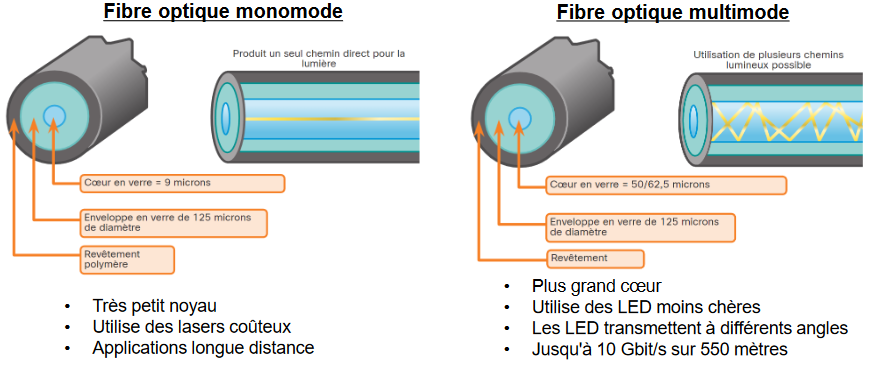 Fibre optique monomode
Produit un seul chemin direct pour la
lumière
Cœur en verre = 9 microns
Enveloppe en verre de 125 microns
de diamètre
Revêtement
polymère
• Très petit noyau
• Utilise des lasers coûteux
• Applications longue distance
Fibre optique multimode
Utilisation de plusieurs chemins
lumineux possible
Cœur en verre = 50/62,5 microns
Enveloppe en verre de 125 microns
de diamètre
Revêtement
• Plus grand cœur
• Utilise des LED moins chères
• Les LED transmettent à différents angles
• Jusqu'à 10 Gbit/s sur 550 mètres